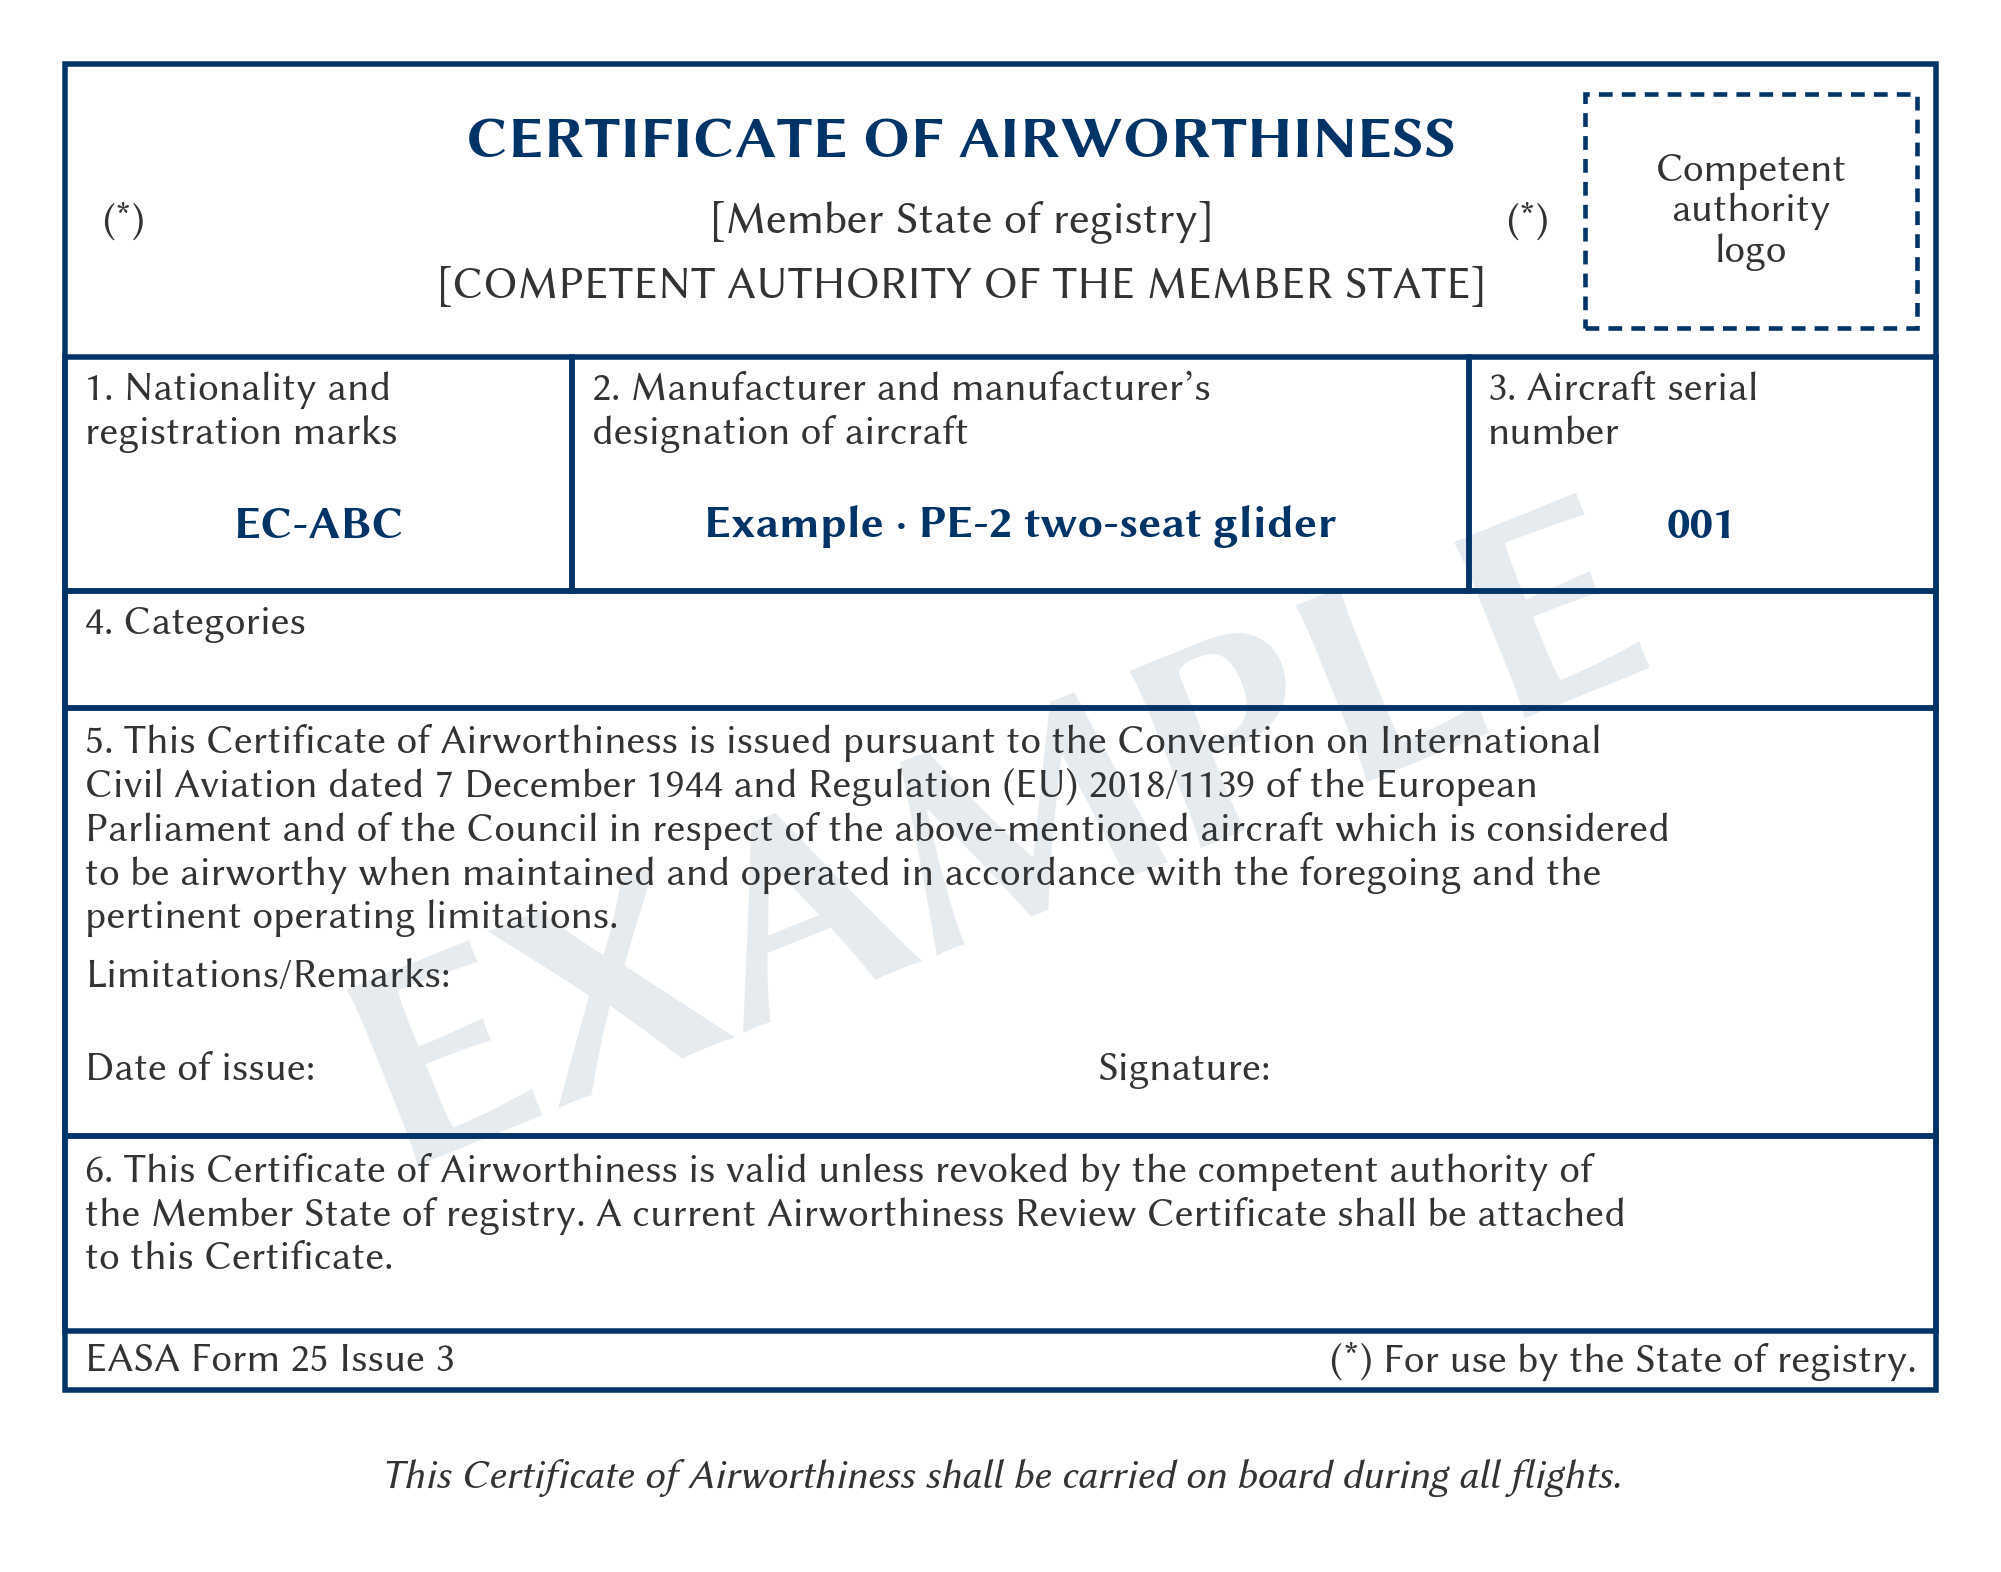 CERTIFICATE OF AIRWORTHINESS
(*) [Member State of registry] (*)
[COMPETENT AUTHORITY OF THE MEMBER STATE]
Competent
authority
logo
1. Nationality and
registration marks
EC-ABC
2. Manufacturer and manufacturer’s
designation of aircraft
Example · PE-2 two-seat glider
3. Aircraft serial
number
001
4. Categories
5. This Certificate of Airworthiness is issued pursuant to the Convention on International
Civil Aviation dated 7 December 1944 and Regulation (EU) 2018/1139 of the European
Parliament and of the Council in respect of the above-mentioned aircraft which is considered
to be airworthy when maintained and operated in accordance with the foregoing and the
pertinent operating limitations.
Limitations/Remarks:
Date of issue: Signature:
6. This Certificate of Airworthiness is valid unless revoked by the competent authority of
the Member State of registry. A current Airworthiness Review Certificate shall be attached
to this Certificate.
EASA Form 25 Issue 3 (*) For use by the State of registry.
This Certificate of Airworthiness shall be carried on board during all flights.
EXAMPLE